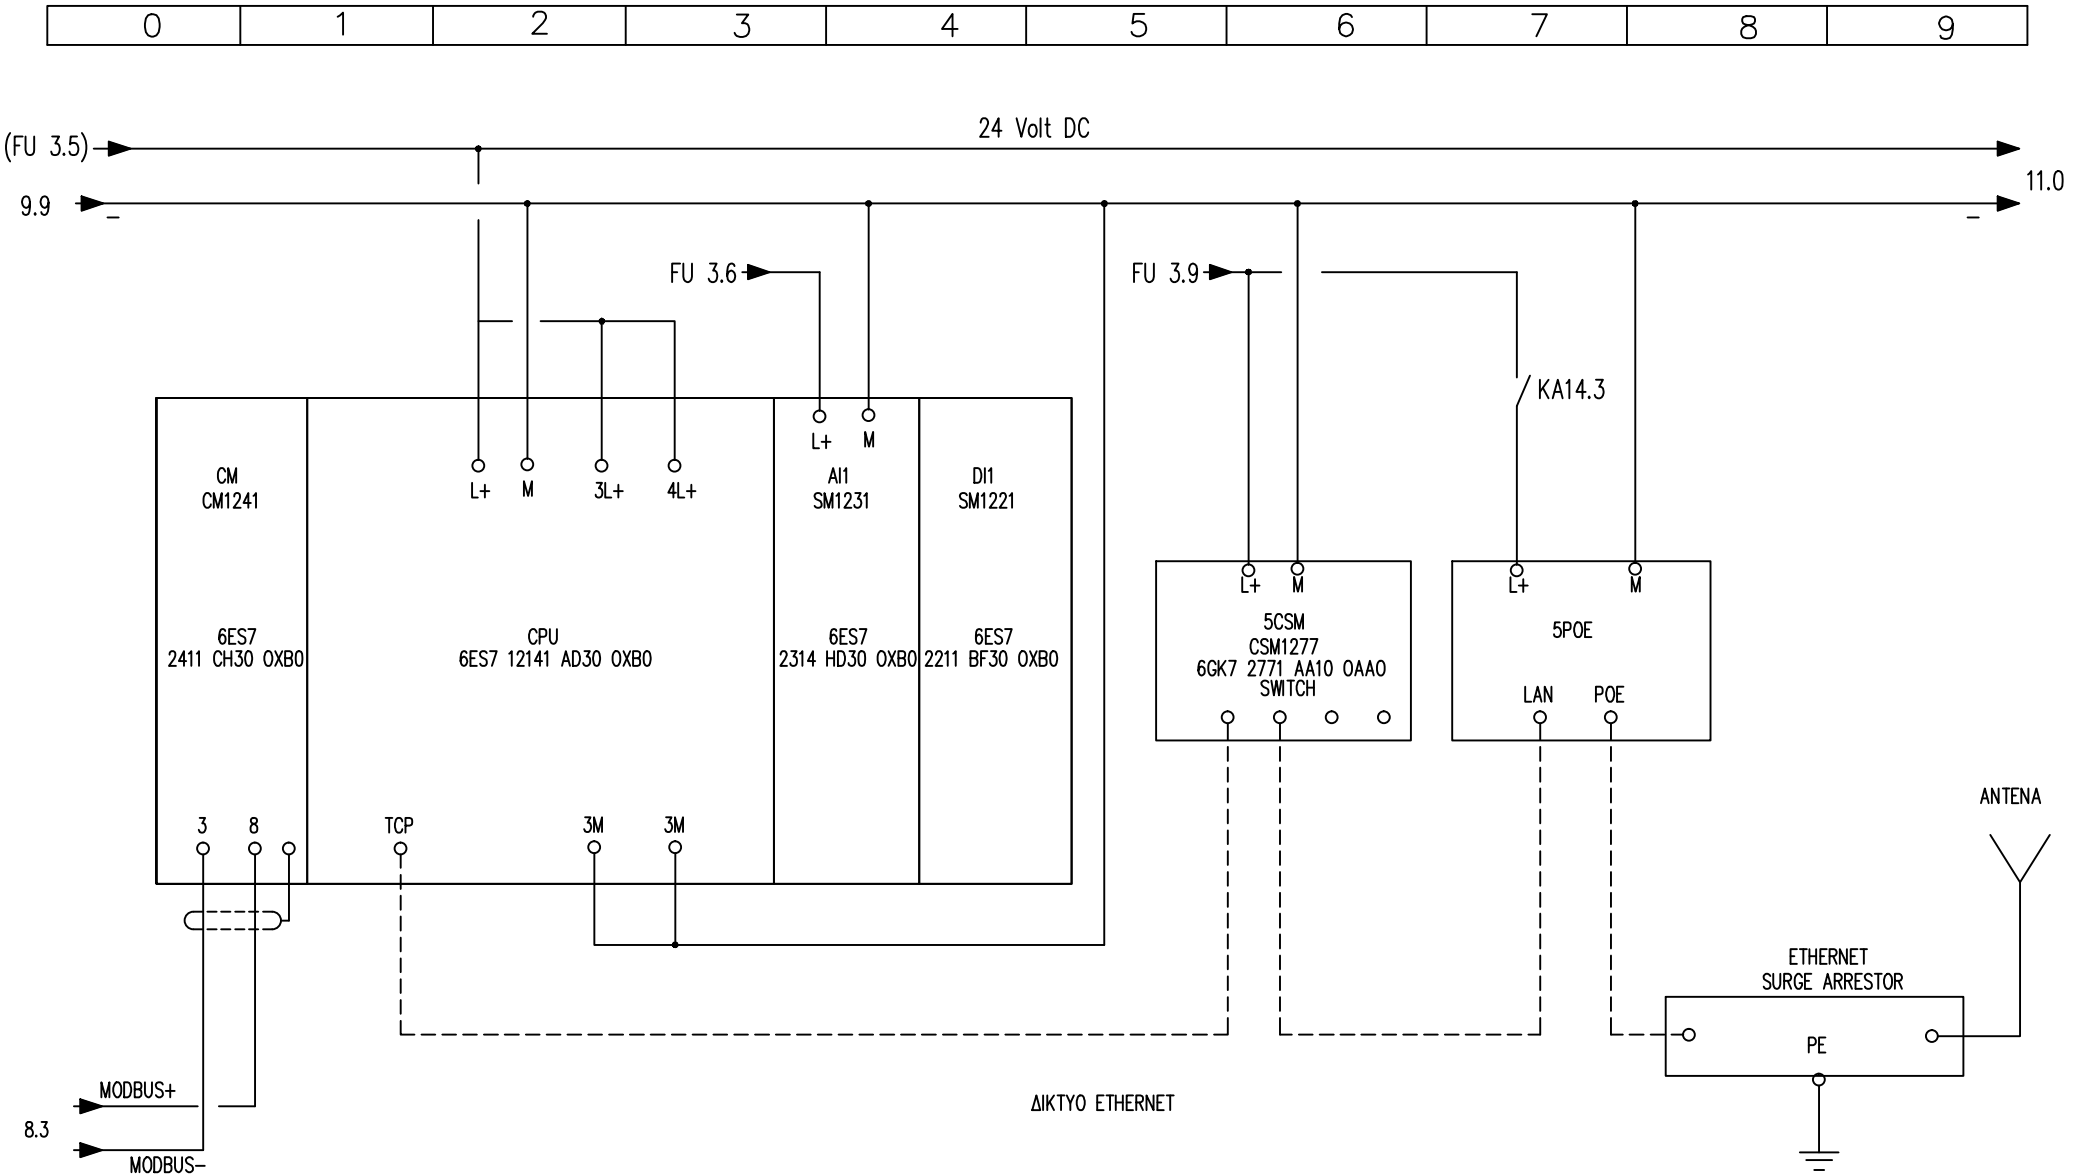 0 1 2 3 4 5 6 7 8 9
24 Volt DC
(FU 3.5)
11.0
9.9
–
–
FU 3.6
FU 3.9
KA14.3
L+ M
L+ M 3L+ 4L+
CM
CM1241
AI1
SM1231
DI1
SM1221
6ES7
2411 CH30 0XB0
CPU
6ES7 12141 AD30 0XB0
6ES7
2314 HD30 0XB0
6ES7
2211 BF30 0XB0
L+ M
5CSM
CSM1277
6GK7 2771 AA10 0AA0
SWITCH
L+ M
5POE
LAN POE
3 8
TCP
3M 3M
ANTENA
ETHERNET
SURGE ARRESTOR
PE
MODBUS+
8.3
MODBUS–
ΔΙΚΤΥΟ ETHERNET